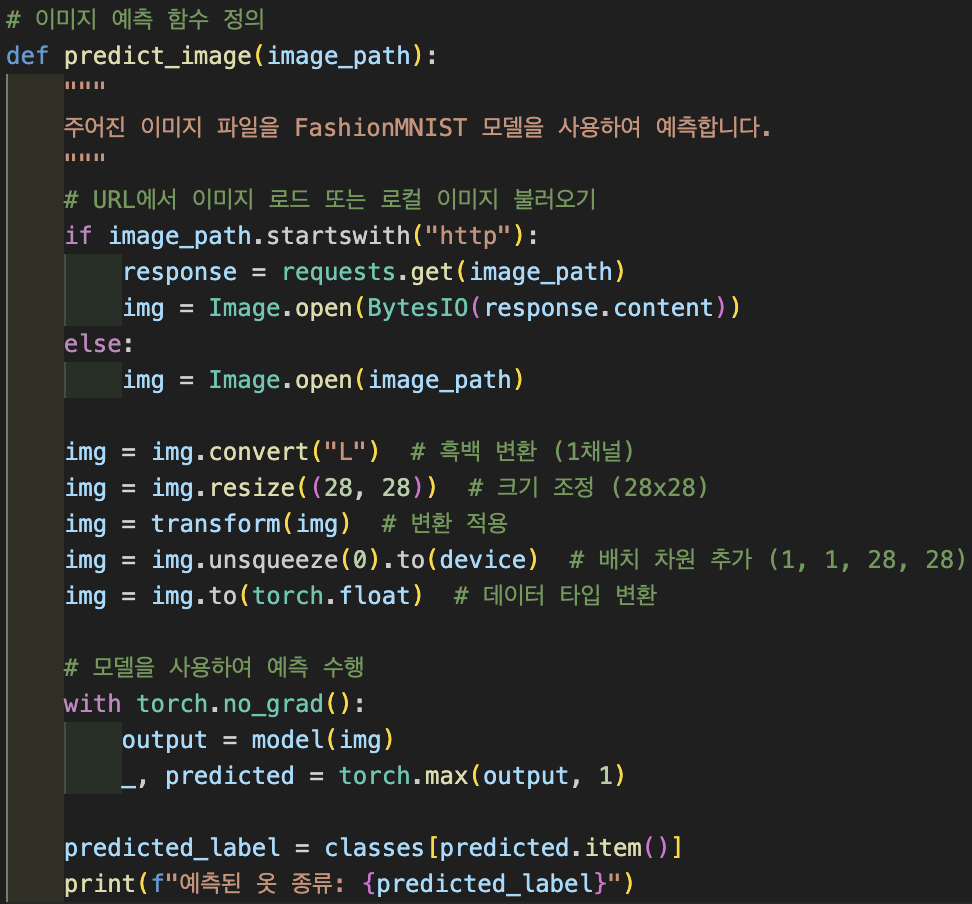 # 이미지 예측 함수 정의
def predict_image(image_path):
    """
    주어진 이미지 파일을 FashionMNIST 모델을 사용하여 예측합니다.
    """
    # URL에서 이미지 로드 또는 로컬 이미지 불러오기
    if image_path.startswith("http"):
        response = requests.get(image_path)
        img = Image.open(BytesIO(response.content))
    else:
        img = Image.open(image_path)

    img = img.convert("L")  # 흑백 변환 (1채널)
    img = img.resize((28, 28))  # 크기 조정 (28x28)
    img = transform(img)  # 변환 적용
    img = img.unsqueeze(0).to(device)  # 배치 차원 추가 (1, 1, 28, 28)
    img = img.to(torch.float)  # 데이터 타입 변환

    # 모델을 사용하여 예측 수행
    with torch.no_grad():
        output = model(img)
        _, predicted = torch.max(output, 1)

    predicted_label = classes[predicted.item()]
    print(f"예측된 옷 종류: {predicted_label}")